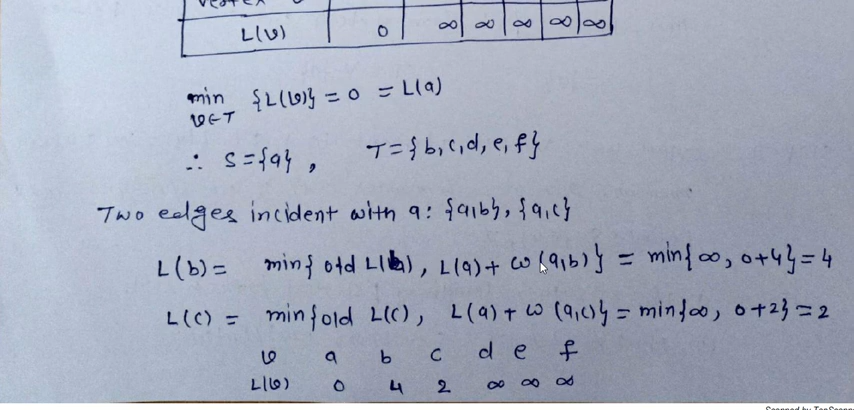 vertex
L(v) 0 ∞ ∞ ∞ ∞ ∞
min {L(v)} = 0 = L(a)
v∈T
∴ S={a}, T={b,c,d,e,f}
Two edges incident with a: {a,b}, {a,c}
L(b)= min{ old L(b), L(a)+ w(a,b)} = min{∞, 0+4}=4
L(c) = min{old L(c), L(a)+ w (a,c)} = min{∞, 0+2}=2
v a b c d e f
L(v) 0 4 2 ∞ ∞ ∞